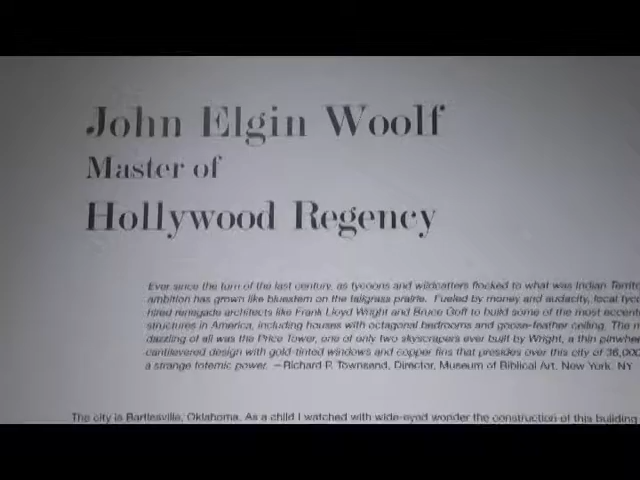 John Elgin Woolf
Master of
Hollywood Regency
Ever since the turn of the last century, as tycoons and wildcatters flocked to what was Indian Territo
ambition has grown like bluestem on the tallgrass prairie. Fueled by money and audacity, local tyco
hired renegade architects like Frank Lloyd Wright and Bruce Goff to build some of the most eccent
structures in America, including houses with octagonal bedrooms and goose-feather ceiling. The m
dazzling of all was the Price Tower, one of only two skyscrapers ever built by Wright, a thin pinwhee
cantilevered design with gold-tinted windows and copper fins that presides over this city of 36,000
a strange totemic power. —Richard P. Townsend, Director, Museum of Biblical Art, New York, NY
The city is Bartlesville, Oklahoma. As a child I watched with wide-eyed wonder the construction of this building